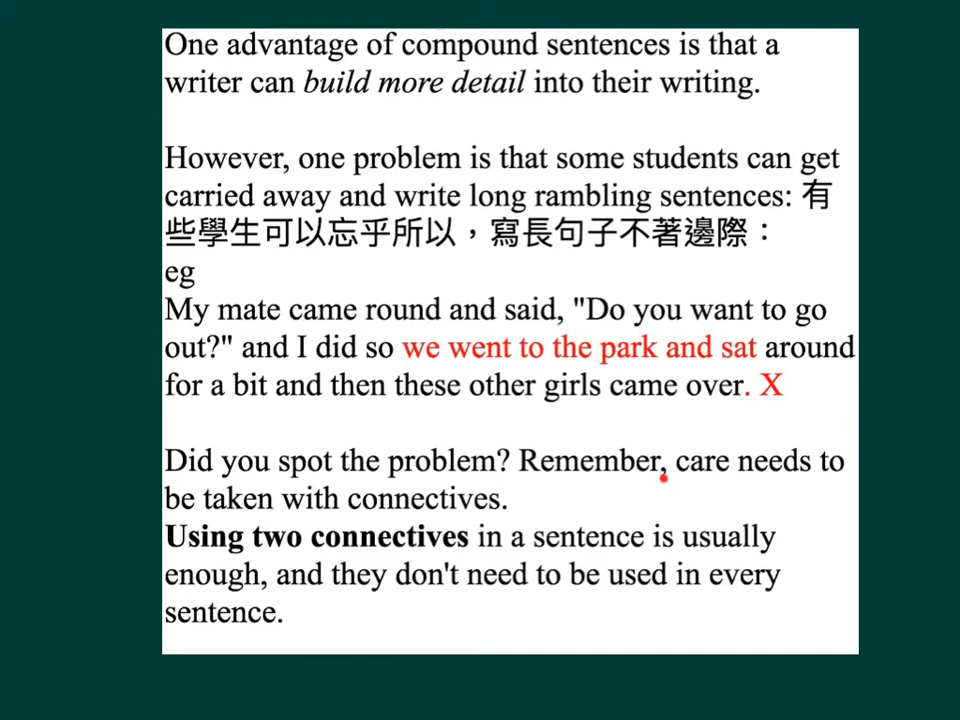 One advantage of compound sentences is that a
writer can build more detail into their writing.
However, one problem is that some students can get
carried away and write long rambling sentences: 有
些學生可以忘乎所以，寫長句子不著邊際：
eg
My mate came round and said, "Do you want to go
out?" and I did so we went to the park and sat around
for a bit and then these other girls came over. X
Did you spot the problem? Remember, care needs to
be taken with connectives.
Using two connectives in a sentence is usually
enough, and they don't need to be used in every
sentence.